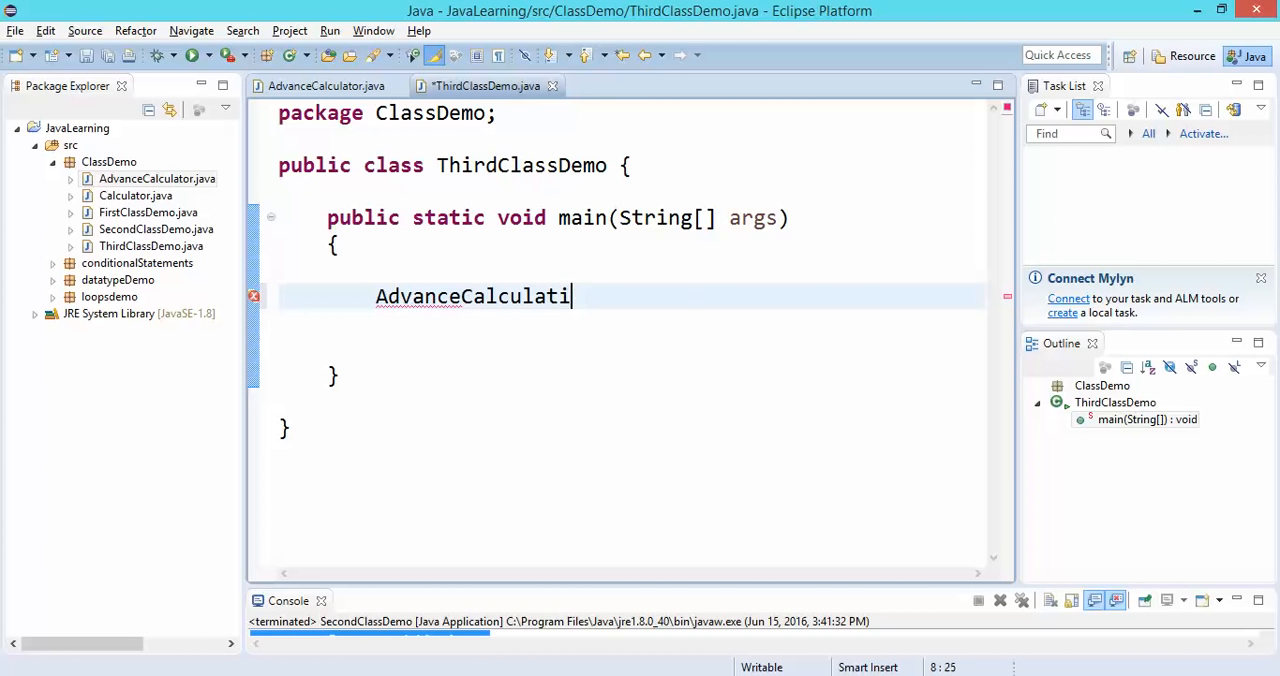 Java - JavaLearning/src/ClassDemo/ThirdClassDemo.java - Eclipse Platform
File Edit Source Refactor Navigate Search Project Run Window Help
Quick Access
Resource
Java
Package Explorer
AdvanceCalculator.java
*ThirdClassDemo.java
Task List
JavaLearning
src
ClassDemo
AdvanceCalculator.java
Calculator.java
FirstClassDemo.java
SecondClassDemo.java
ThirdClassDemo.java
conditionalStatements
datatypeDemo
loopsdemo
JRE System Library [JavaSE-1.8]
package ClassDemo;
public class ThirdClassDemo {
public static void main(String[] args)
{
AdvanceCalculati
}
}
Find
All
Activate...
Connect Mylyn
Connect to your task and ALM tools or
create a local task.
Outline
ClassDemo
ThirdClassDemo
main(String[]) : void
Console
<terminated> SecondClassDemo [Java Application] C:\Program Files\Java\jre1.8.0_40\bin\javaw.exe (Jun 15, 2016, 3:41:32 PM)
Writable
Smart Insert
8 : 25